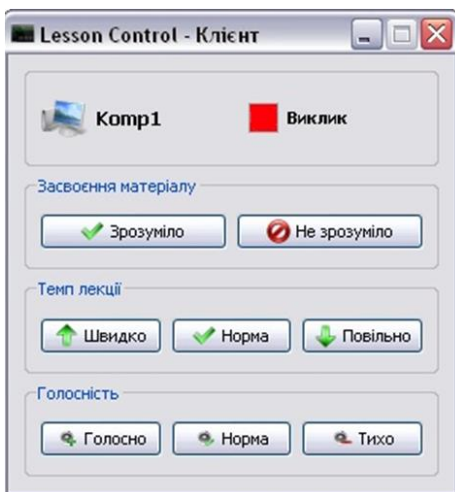 Lesson Control - Клієнт
Komp1 Виклик
Засвоєння матеріалу
Зрозуміло Не зрозуміло
Темп лекції
Швидко Норма Повільно
Голосність
Голосно Норма Тихо